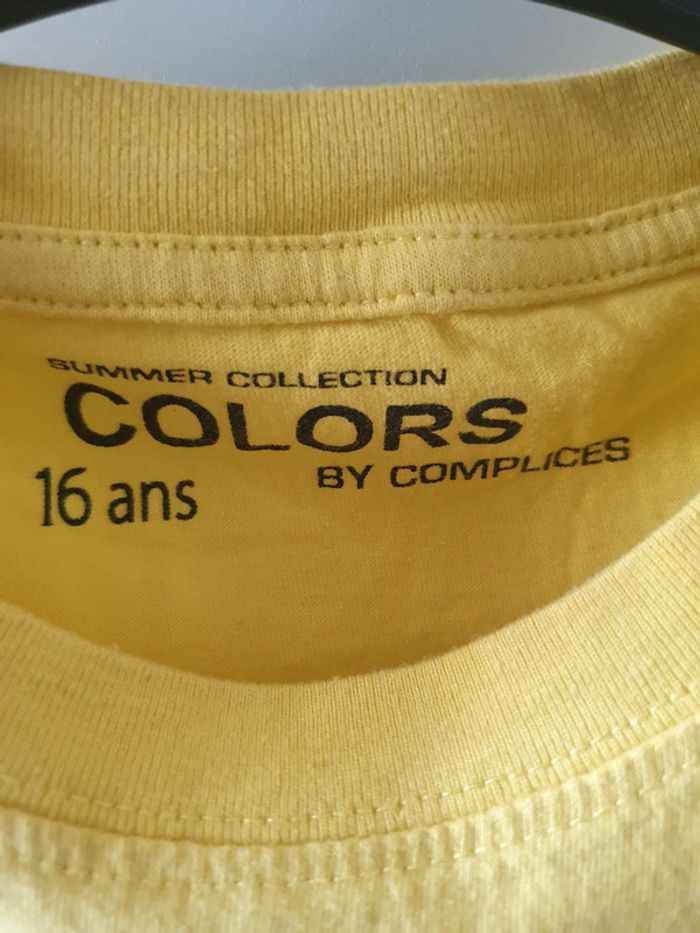 SUMMER COLLECTION
COLORS
BY COMPLICES
16 ans